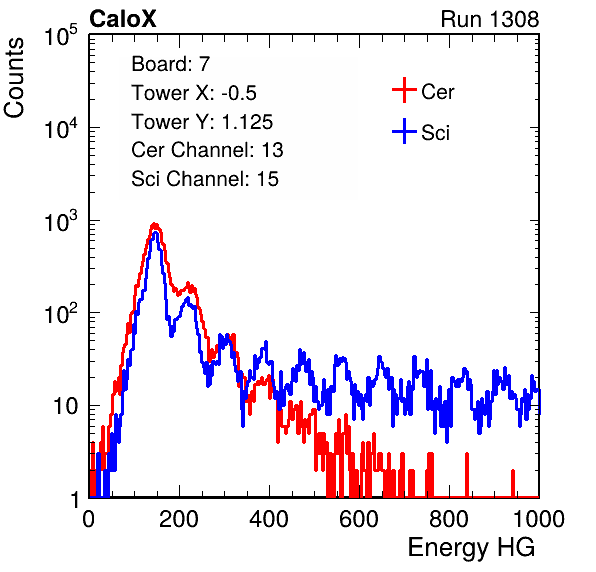 CaloX Run 1308
Counts
10^5
10^4
10^3
10^2
10
1
Board: 7
Tower X: -0.5
Tower Y: 1.125
Cer Channel: 13
Sci Channel: 15
Cer
Sci
0 200 400 600 800 1000
Energy HG